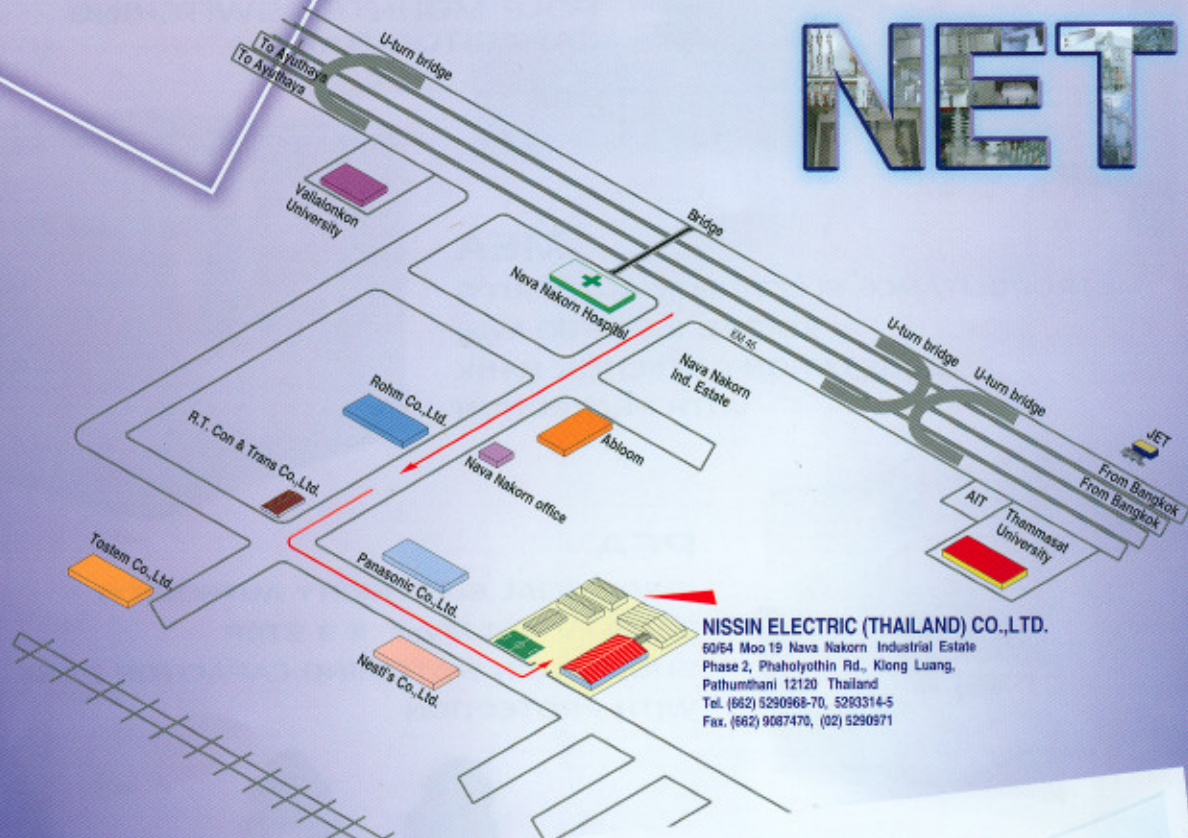 NET
U-turn bridge
To Ayuthaya
To Ayuthaya
Valialonkon
University
Bridge
Nava Nakorn Hospital
KM 46
U-turn bridge
U-turn bridge
Nava Nakorn
Ind. Estate
Rohm Co.,Ltd.
R.T. Con & Trans Co.,Ltd.
Abloom
Nava Nakorn office
JET
From Bangkok
From Bangkok
AIT
Thammasat
University
Tostem Co.,Ltd.
Panasonic Co.,Ltd.
Nestl's Co.,Ltd.
NISSIN ELECTRIC (THAILAND) CO.,LTD.
60/64 Moo 19 Nava Nakorn Industrial Estate
Phase 2, Phaholyothin Rd., Klong Luang,
Pathumthani 12120 Thailand
Tel. (662) 5290968-70, 5293314-5
Fax. (662) 9087470, (02) 5290971